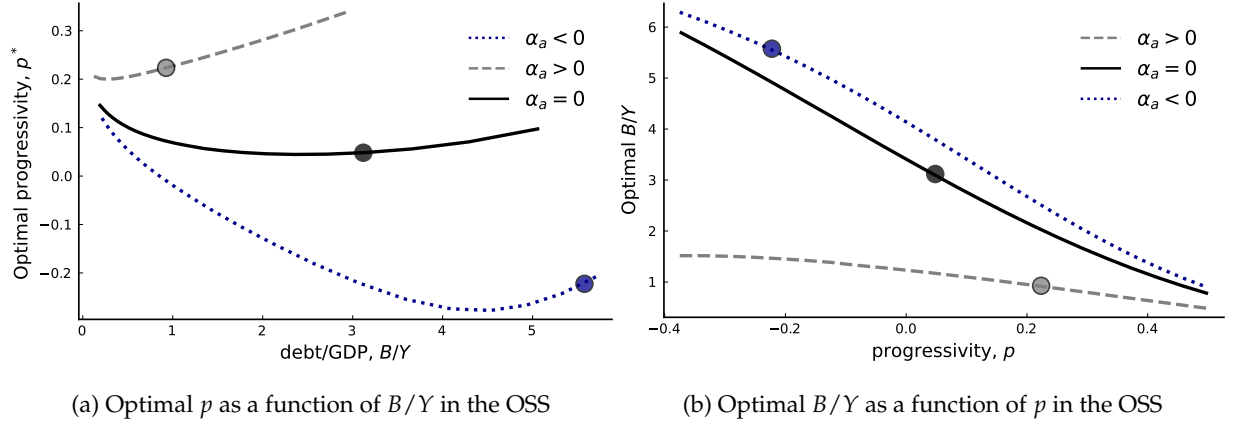 Optimal progressivity, p*
0.3
0.2
0.1
0.0
−0.1
−0.2
α_a < 0
α_a > 0
α_a = 0
0 1 2 3 4 5
debt/GDP, B/Y
(a) Optimal p as a function of B/Y in the OSS
Optimal B/Y
6
5
4
3
2
1
α_a > 0
α_a = 0
α_a < 0
−0.4 −0.2 0.0 0.2 0.4
progressivity, p
(b) Optimal B/Y as a function of p in the OSS